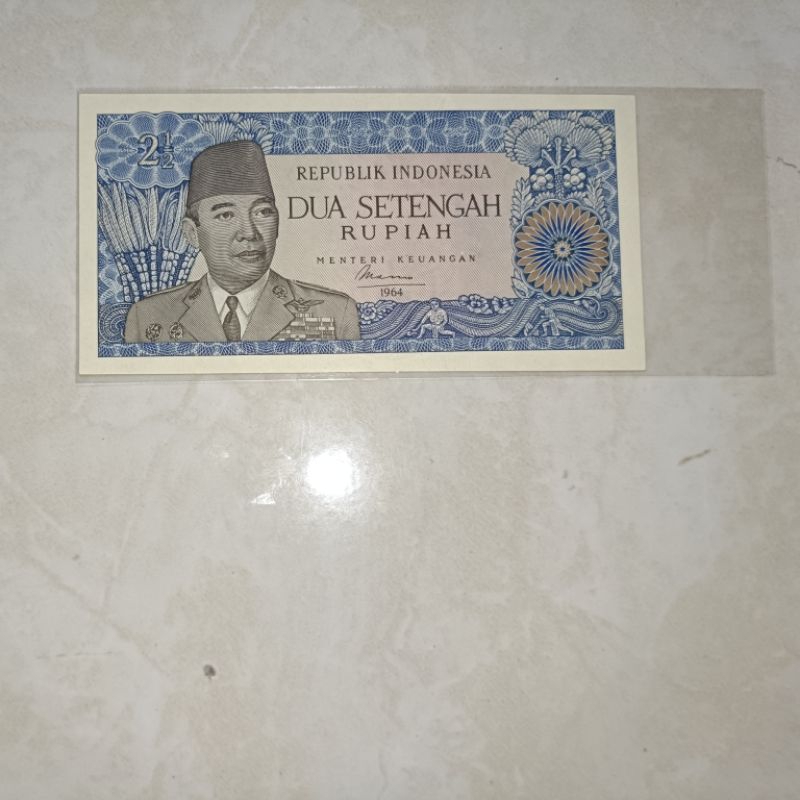 2½
REPUBLIK INDONESIA
DUA SETENGAH
RUPIAH
MENTERI KEUANGAN
1964